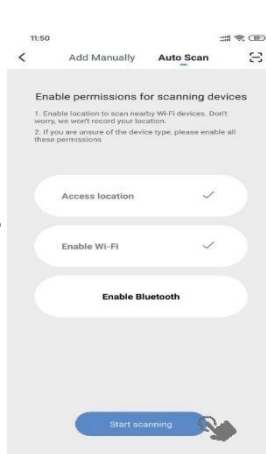 11:50
Add Manually Auto Scan
Enable permissions for scanning devices
1. Enable location to scan nearby Wi-Fi devices. Don't
worry, we won't record your location.
2. If you are unsure of the device type, please enable all
these permissions
Access location
Enable Wi-Fi
Enable Bluetooth
Start scanning